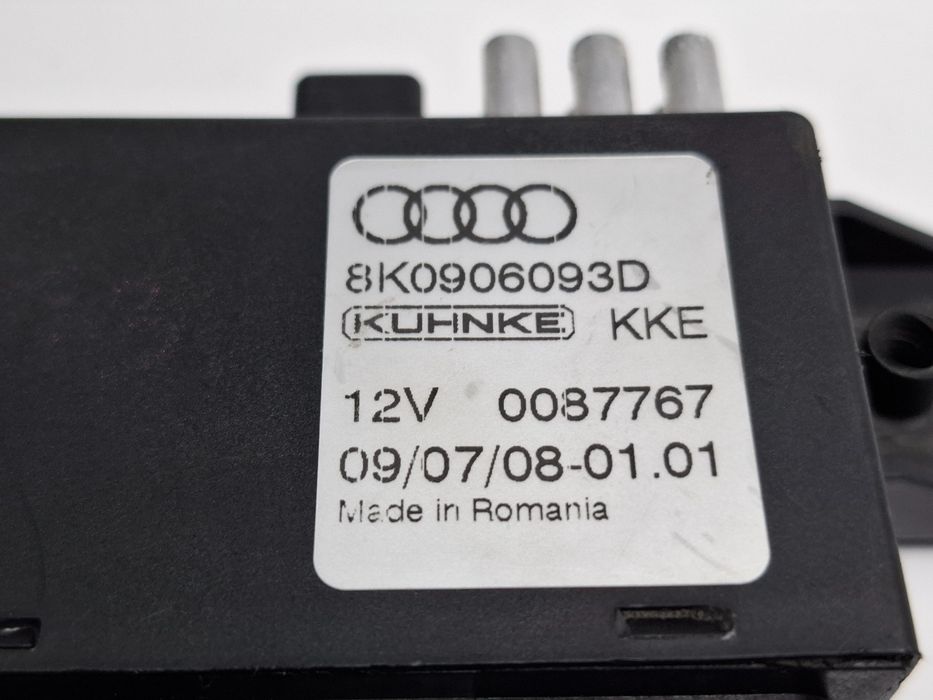 8K0906093D
KUHNKE KKE
12V 0087767
09/07/08-01.01
Made in Romania